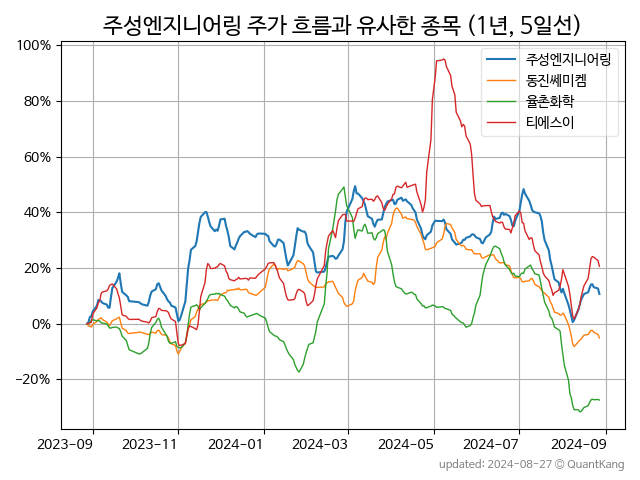 주성엔지니어링 주가 흐름과 유사한 종목 (1년, 5일선)
주성엔지니어링
동진쎄미켐
율촌화학
티에스이
100%
80%
60%
40%
20%
0%
−20%
2023-09 2023-11 2024-01 2024-03 2024-05 2024-07 2024-09
updated: 2024-08-27 © QuantKang